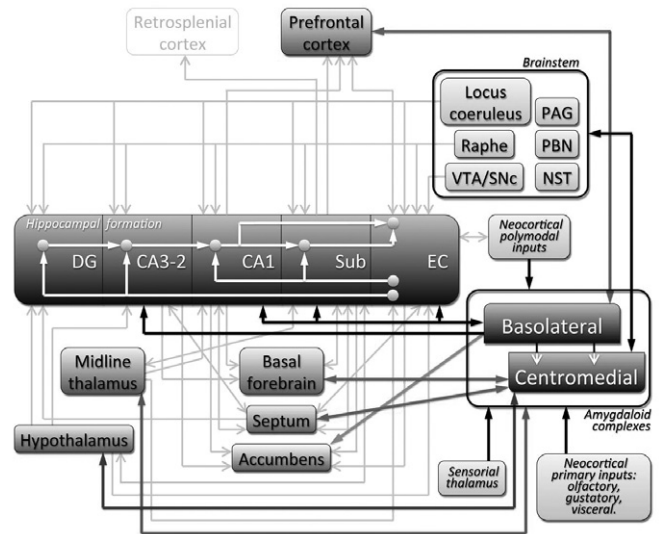 Retrosplenial
cortex
Prefrontal
cortex
Brainstem
Locus
coeruleus
PAG
Raphe
PBN
VTA/SNc
NST
Hippocampal formation
DG
CA3-2
CA1
Sub
EC
Neocortical
polymodal
inputs
Basolateral
Centromedial
Amygdaloid
complexes
Midline
thalamus
Basal
forebrain
Septum
Hypothalamus
Accumbens
Sensorial
thalamus
Neocortical
primary inputs:
olfactory,
gustatory,
visceral.